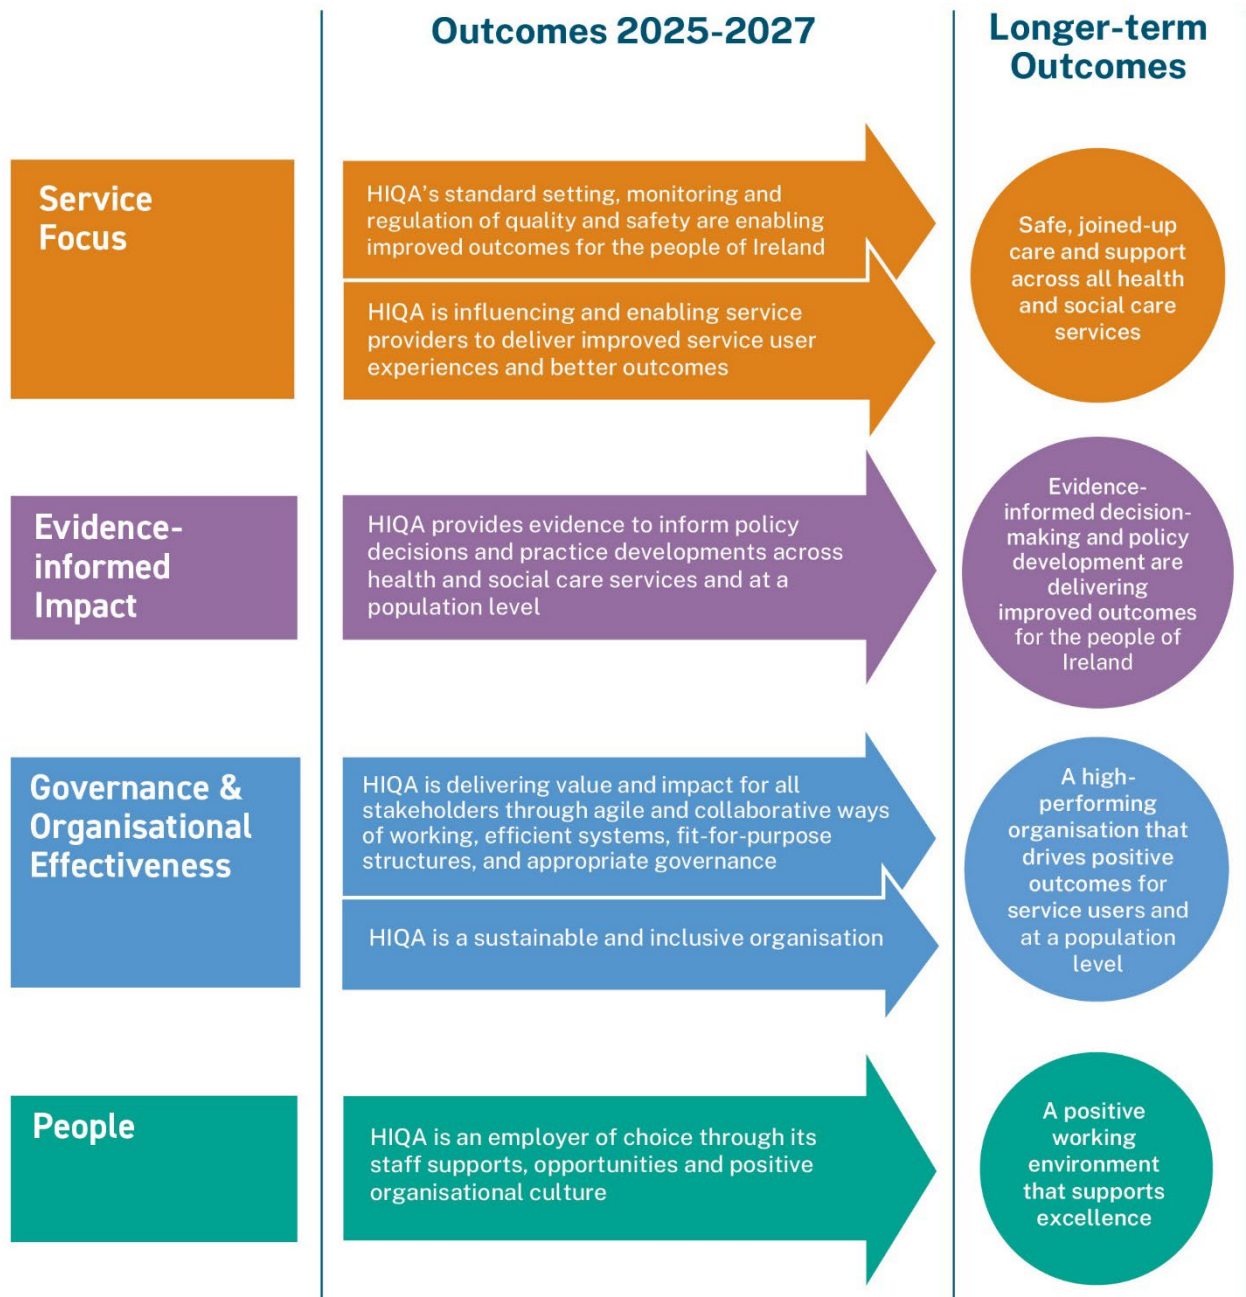 Outcomes 2025-2027
Longer-term
Outcomes
Service
Focus
HIQA’s standard setting, monitoring and
regulation of quality and safety are enabling
improved outcomes for the people of Ireland
HIQA is influencing and enabling service
providers to deliver improved service user
experiences and better outcomes
Safe, joined-up
care and support
across all health
and social care
services
Evidence-
informed
Impact
HIQA provides evidence to inform policy
decisions and practice developments across
health and social care services and at a
population level
Evidence-
informed decision-
making and policy
development are
delivering
improved outcomes
for the people of
Ireland
Governance &
Organisational
Effectiveness
HIQA is delivering value and impact for all
stakeholders through agile and collaborative ways
of working, efficient systems, fit-for-purpose
structures, and appropriate governance
HIQA is a sustainable and inclusive organisation
A high-
performing
organisation that
drives positive
outcomes for
service users and
at a population
level
People
HIQA is an employer of choice through its
staff supports, opportunities and positive
organisational culture
A positive
working
environment
that supports
excellence